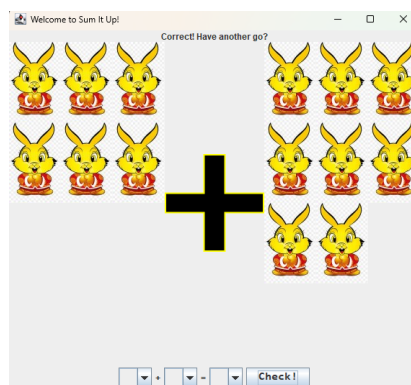 Welcome to Sum It Up!
Correct! Have another go?
+ = Check!